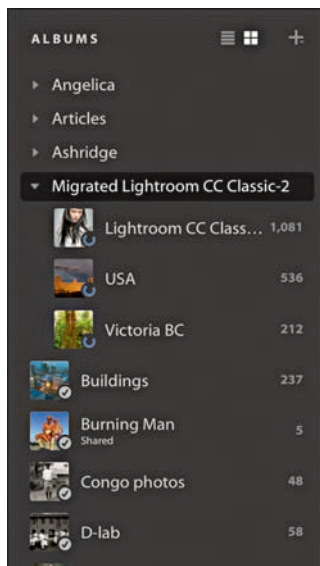 ALBUMS
Angelica
Articles
Ashridge
Migrated Lightroom CC Classic-2
Lightroom CC Class... 1,081
USA 536
Victoria BC 212
Buildings 237
Burning Man 5
Shared
Congo photos 48
D-lab 58